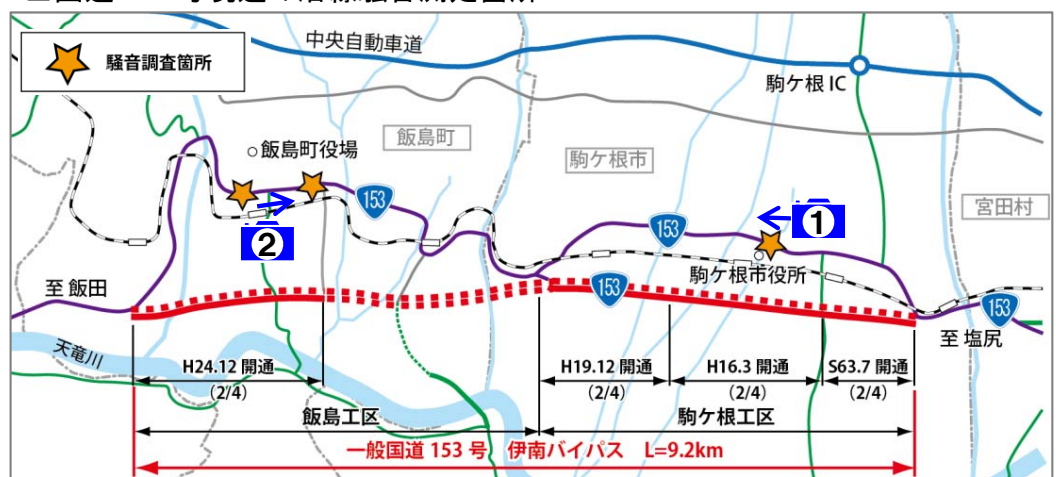 騒音調査箇所
中央自動車道
駒ケ根IC
飯島町役場
飯島町
駒ケ根市
宮田村
153
153
①
②
駒ケ根市役所
至 飯田
153
153
至 塩尻
天竜川
H24.12 開通
(2/4)
H19.12 開通
(2/4)
H16.3 開通
(2/4)
S63.7 開通
(2/4)
飯島工区
駒ケ根工区
一般国道 153 号 伊南バイパス L=9.2km